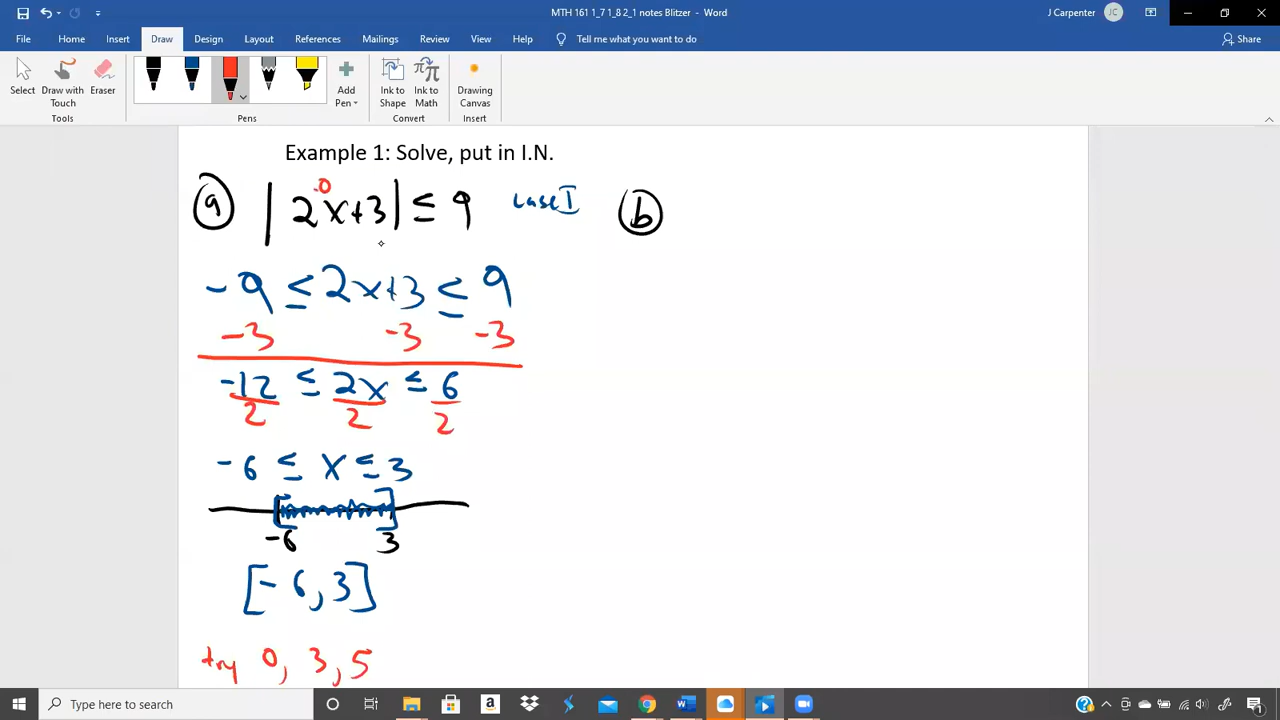 MTH 161 1_7 1_8 2_1 notes Blitzer - Word
J Carpenter JC
File Home Insert Draw Design Layout References Mailings Review View Help Tell me what you want to do Share
Select Draw with Touch Eraser Add Pen Ink to Shape Ink to Math Drawing Canvas
Tools Pens Convert Insert
Example 1: Solve, put in I.N.
ⓐ |2x+3| ≤ 9 case I ⓑ
·0
-9 ≤ 2x+3 ≤ 9
-3 -3 -3
-12 ≤ 2x ≤ 6
2 2 2
-6 ≤ x ≤ 3
[ ]
-6 3
[-6,3]
try 0, 3, 5
Type here to search
a W